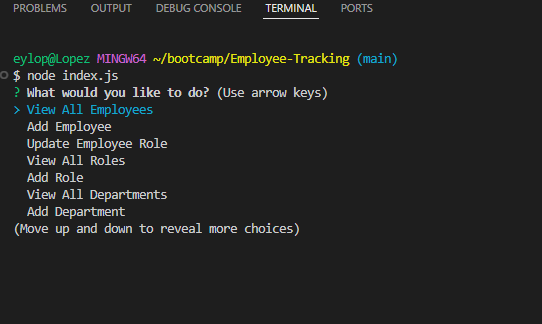 PROBLEMS OUTPUT DEBUG CONSOLE TERMINAL PORTS
eylop@Lopez MINGW64 ~/bootcamp/Employee-Tracking (main)
$ node index.js
? What would you like to do? (Use arrow keys)
> View All Employees
Add Employee
Update Employee Role
View All Roles
Add Role
View All Departments
Add Department
(Move up and down to reveal more choices)